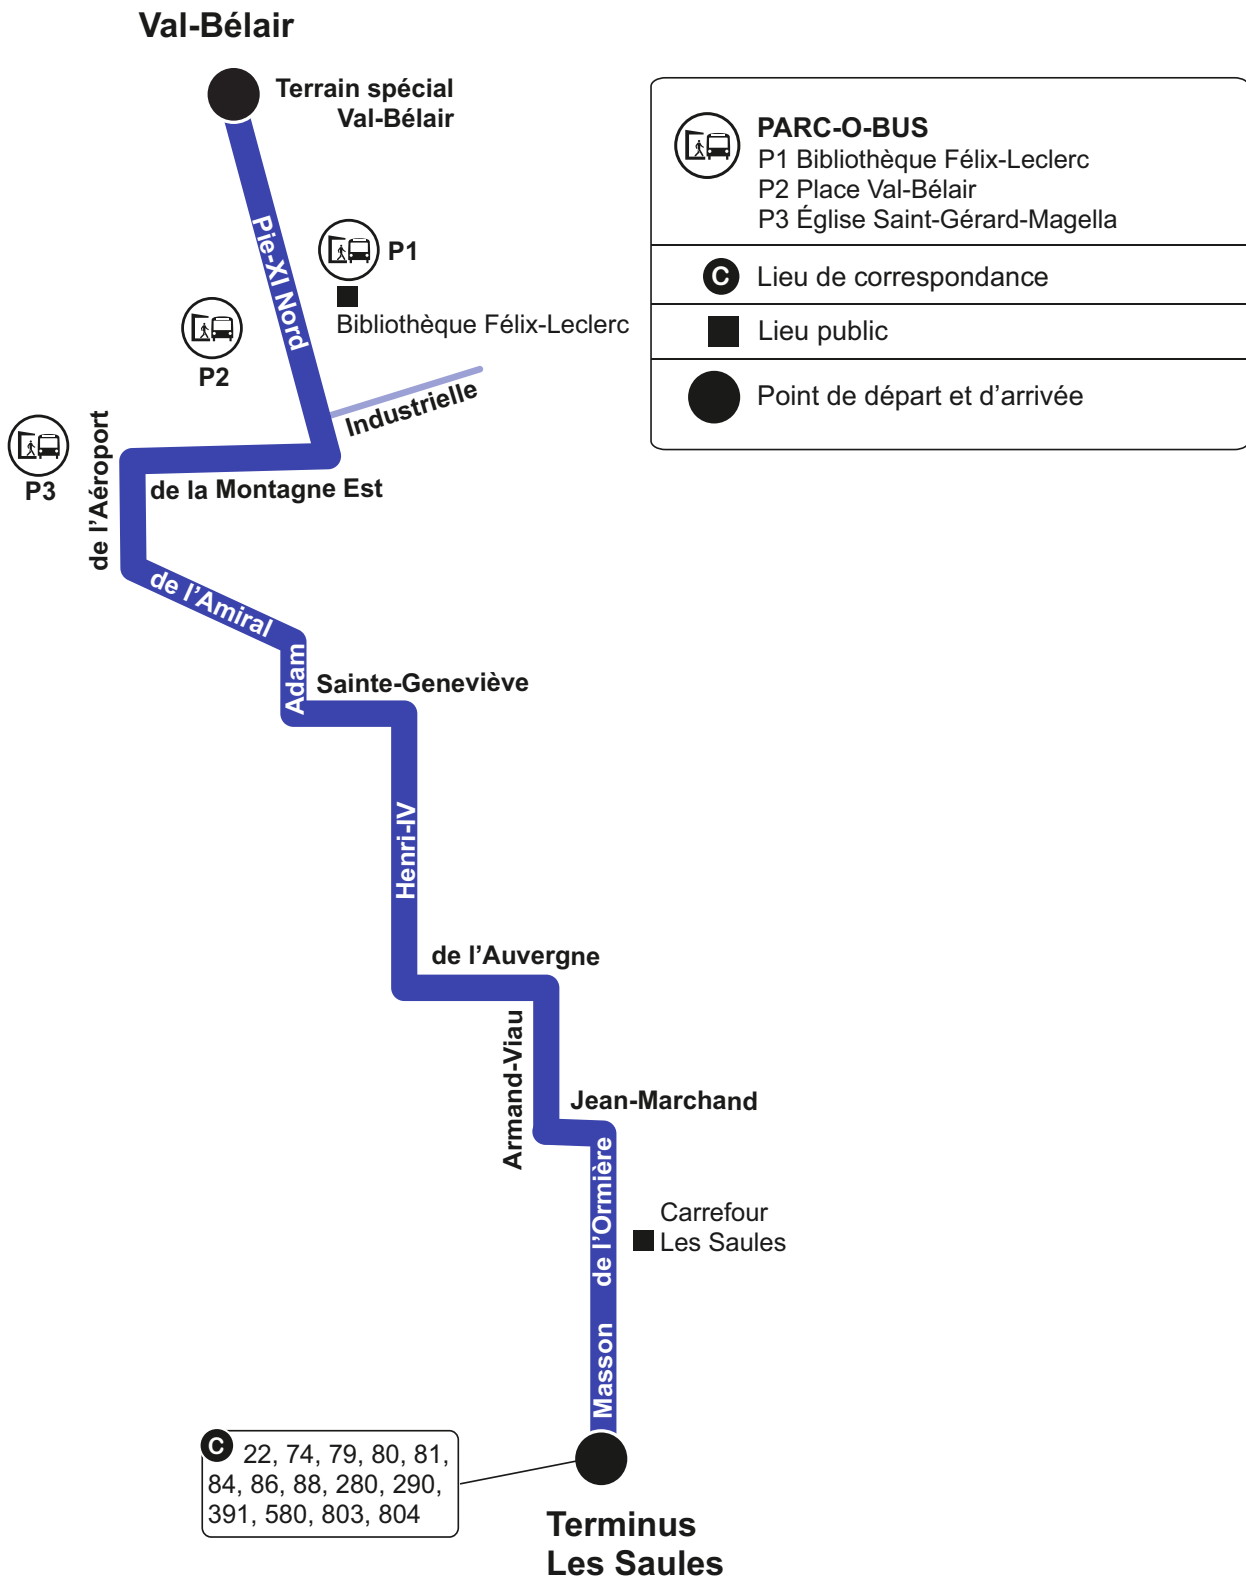 Val-Bélair
Terrain spécial
Val-Bélair
PARC-O-BUS
P1 Bibliothèque Félix-Leclerc
P2 Place Val-Bélair
P3 Église Saint-Gérard-Magella
C Lieu de correspondance
Lieu public
Point de départ et d’arrivée
Pie-XI Nord
P1
Bibliothèque Félix-Leclerc
P2
Industrielle
P3
de l’Aéroport
de la Montagne Est
de l’Amiral
Adam
Sainte-Geneviève
Henri-IV
de l’Auvergne
Armand-Viau
Jean-Marchand
de l’Ormière
Carrefour
Les Saules
Masson
C 22, 74, 79, 80, 81,
84, 86, 88, 280, 290,
391, 580, 803, 804
Terminus
Les Saules